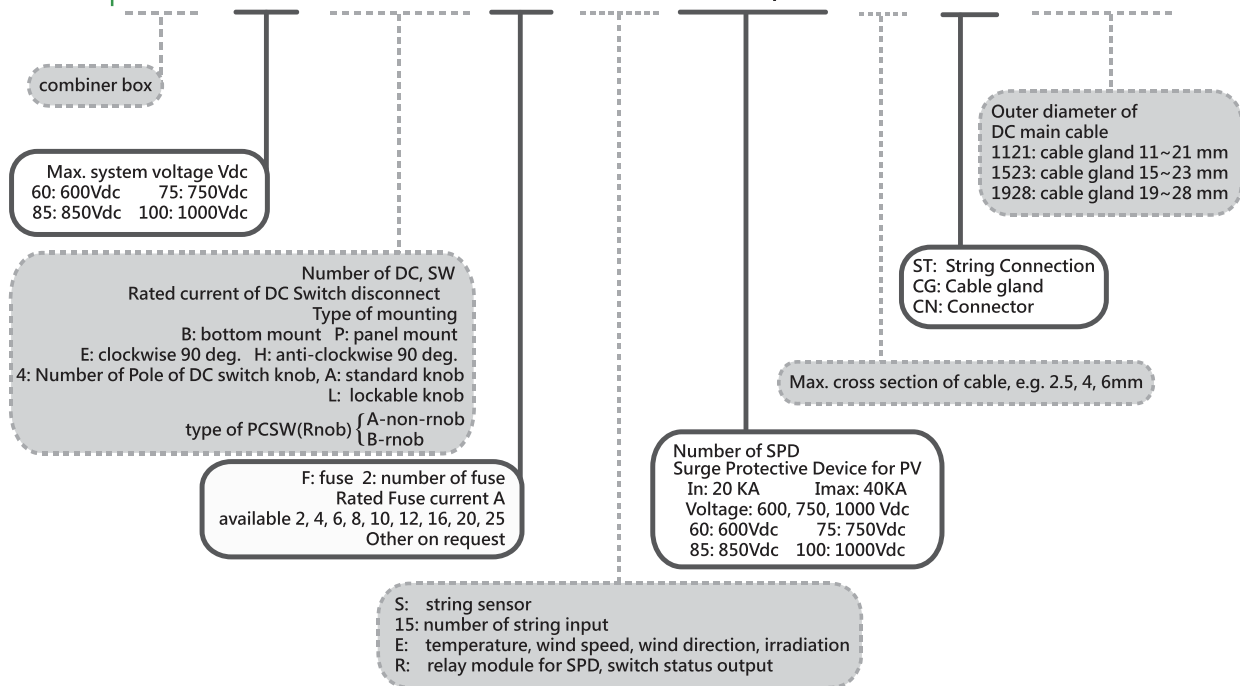 combiner box
Outer diameter of
DC main cable
1121: cable gland 11~21 mm
1523: cable gland 15~23 mm
1928: cable gland 19~28 mm
Max. system voltage Vdc
60: 600Vdc 75: 750Vdc
85: 850Vdc 100: 1000Vdc
ST: String Connection
CG: Cable gland
CN: Connector
Number of DC, SW
Rated current of DC Switch disconnect
Type of mounting
B: bottom mount P: panel mount
E: clockwise 90 deg. H: anti-clockwise 90 deg.
4: Number of Pole of DC switch knob, A: standard knob
L: lockable knob
type of PCSW(Rnob) { A-non-rnob
B-rnob
Max. cross section of cable, e.g. 2.5, 4, 6mm
F: fuse 2: number of fuse
Rated Fuse current A
available 2, 4, 6, 8, 10, 12, 16, 20, 25
Other on request
Number of SPD
Surge Protective Device for PV
In: 20 KA Imax: 40KA
Voltage: 600, 750, 1000 Vdc
60: 600Vdc 75: 750Vdc
85: 850Vdc 100: 1000Vdc
S: string sensor
15: number of string input
E: temperature, wind speed, wind direction, irradiation
R: relay module for SPD, switch status output